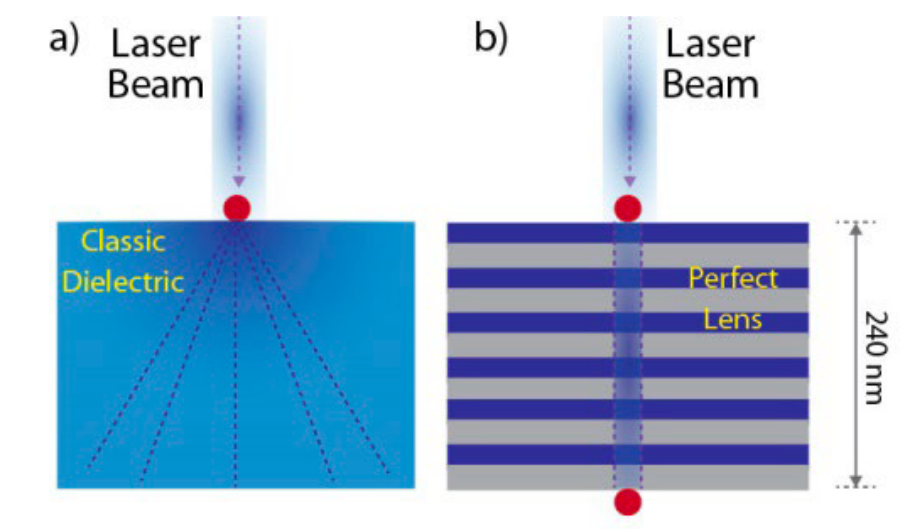 a)
Laser
Beam
Classic
Dielectric
b)
Laser
Beam
Perfect
Lens
240 nm